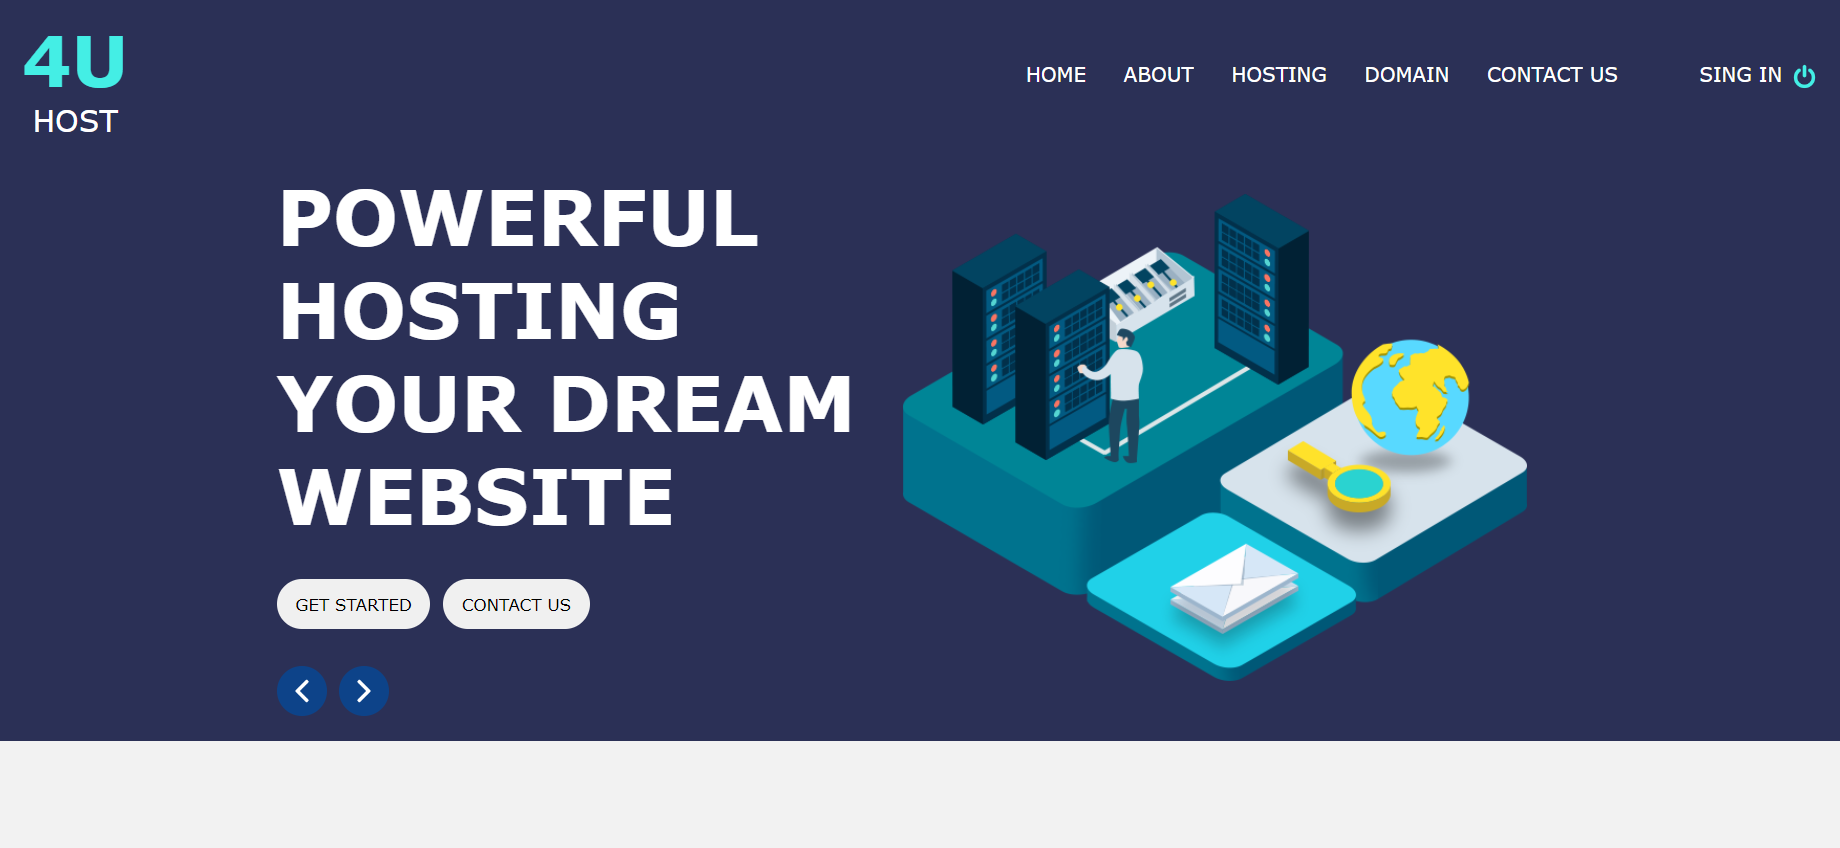 4U
HOST
HOME ABOUT HOSTING DOMAIN CONTACT US SING IN
POWERFUL
HOSTING
YOUR DREAM
WEBSITE
GET STARTED CONTACT US